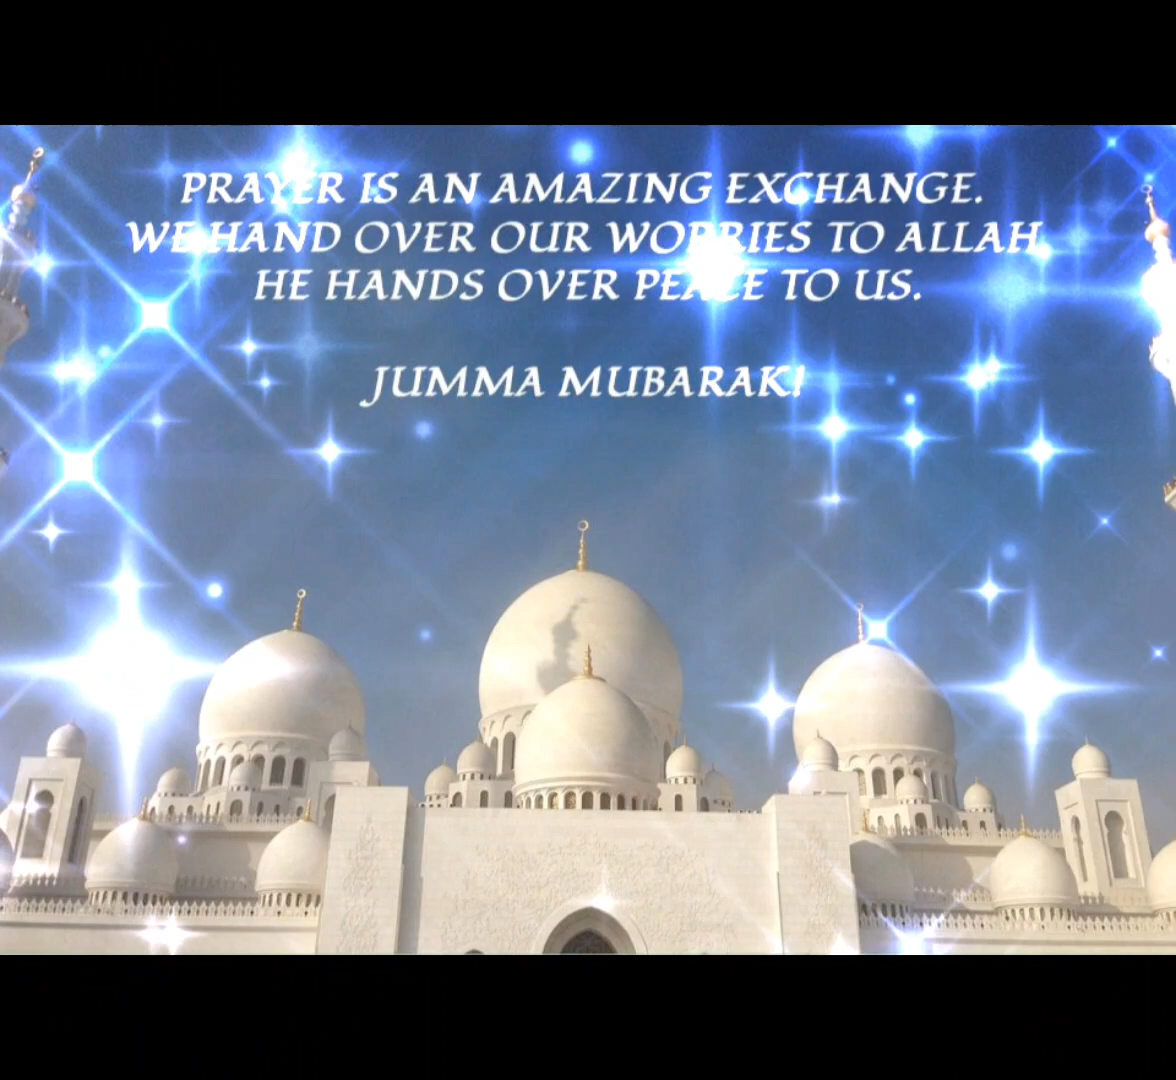 PRAYER IS AN AMAZING EXCHANGE.
WE HAND OVER OUR WORRIES TO ALLAH
HE HANDS OVER PEACE TO US.
JUMMA MUBARAK!